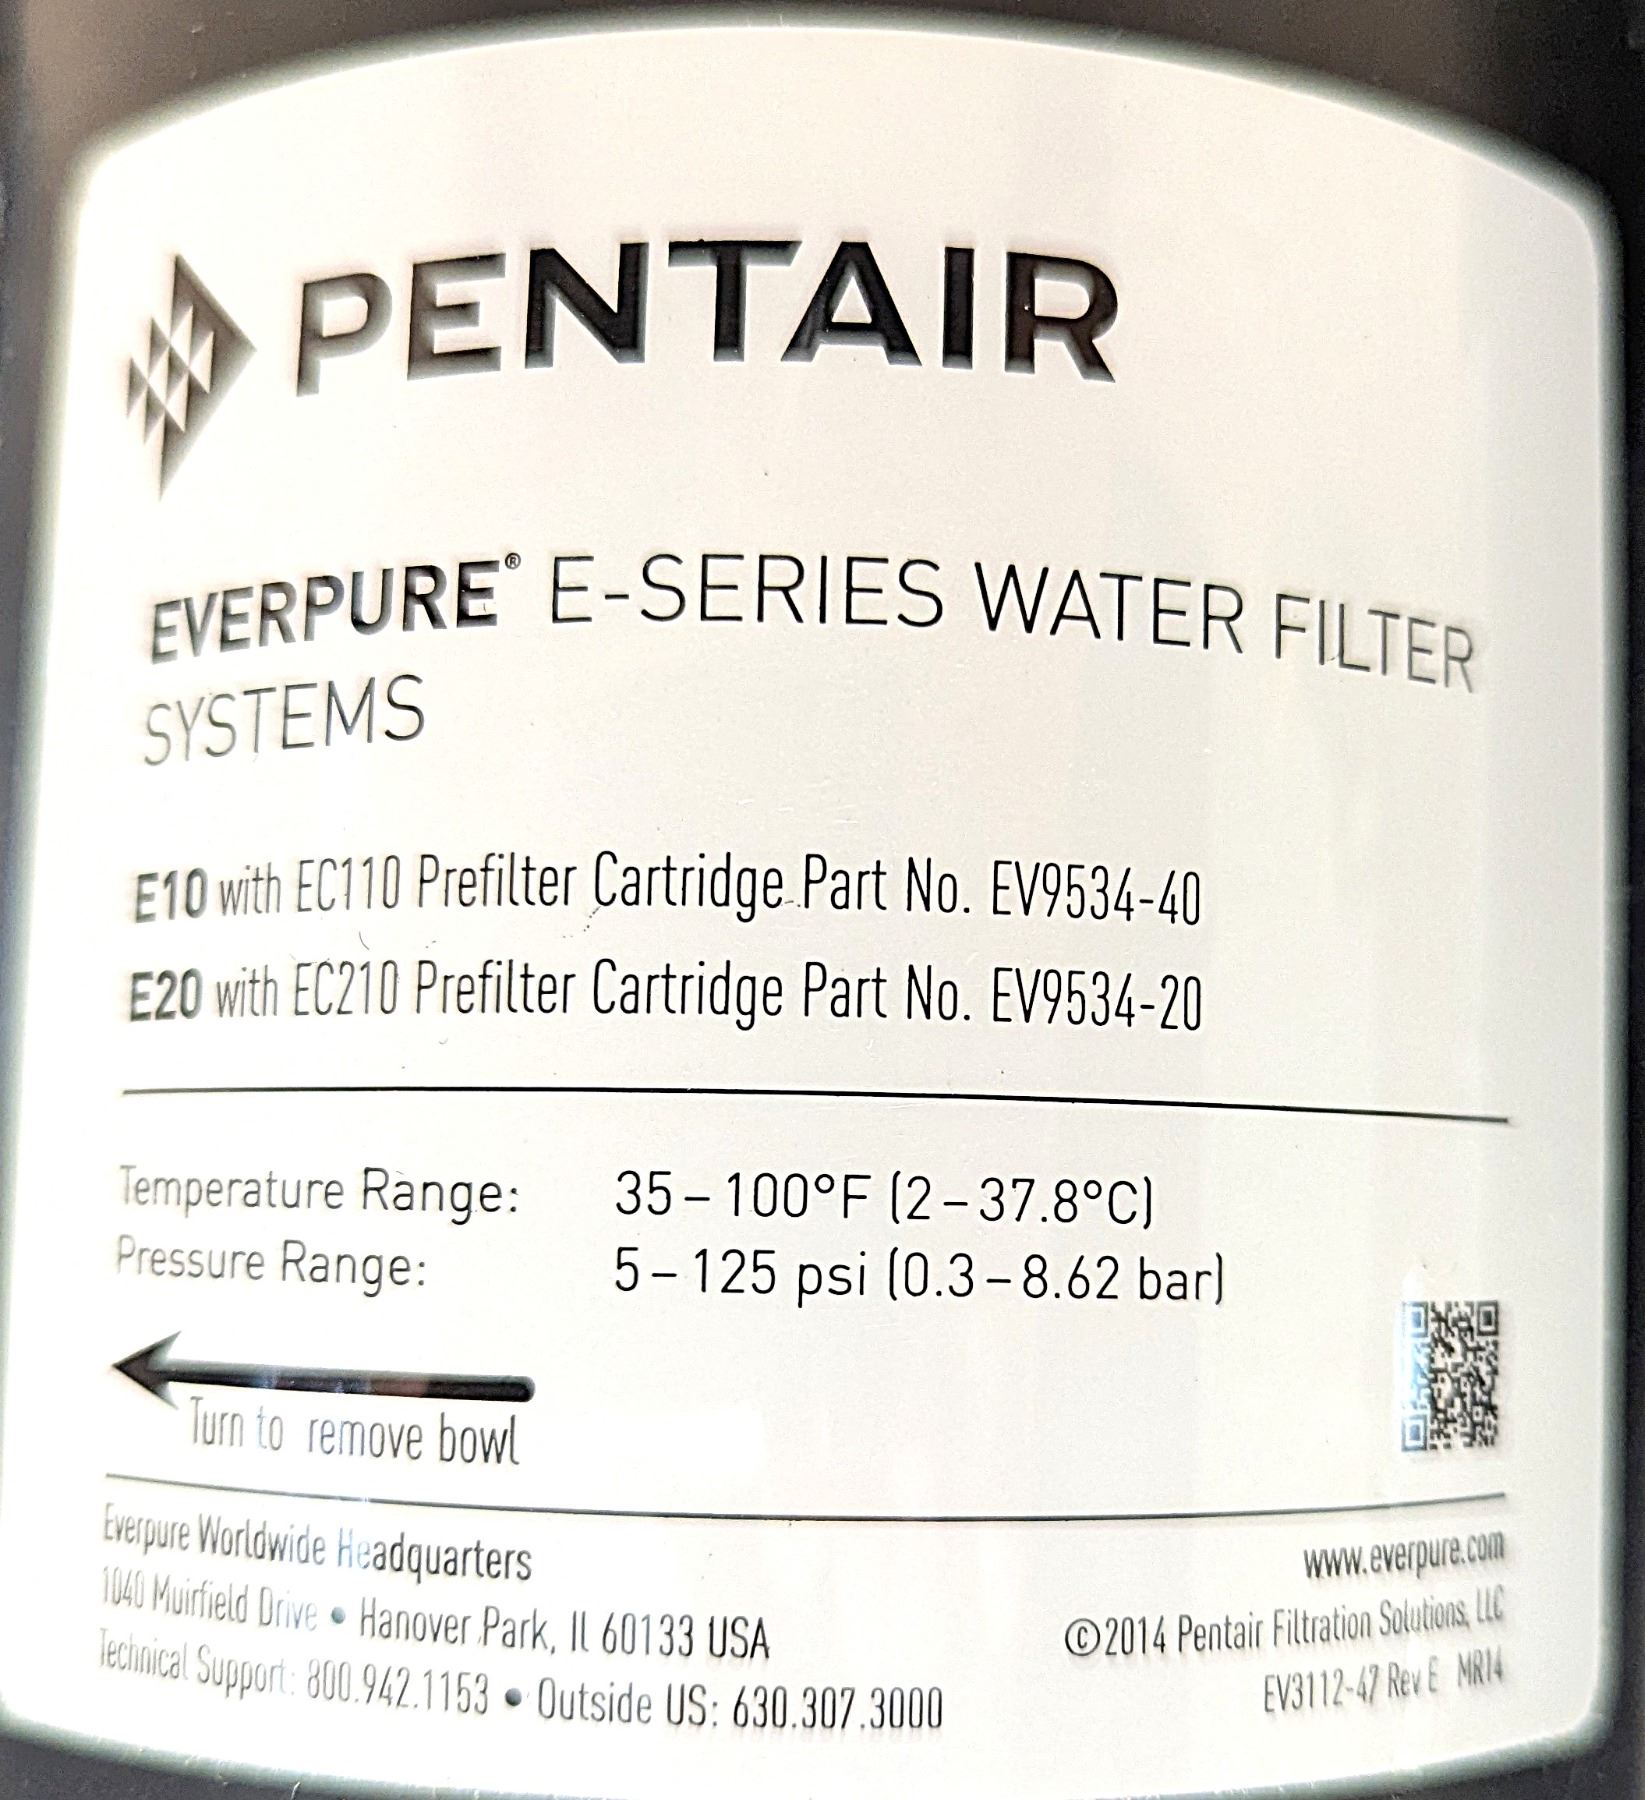 PENTAIR
EVERPURE® E-SERIES WATER FILTER
SYSTEMS
E10 with EC110 Prefilter Cartridge Part No. EV9534-40
E20 with EC210 Prefilter Cartridge Part No. EV9534-20
Temperature Range: 35–100°F (2–37.8°C)
Pressure Range: 5–125 psi (0.3–8.62 bar)
Turn to remove bowl
Everpure Worldwide Headquarters
1040 Muirfield Drive • Hanover Park, Il 60133 USA
Technical Support: 800.942.1153 • Outside US: 630.307.3000
www.everpure.com
©2014 Pentair Filtration Solutions, LLC
EV3112-47 Rev E MR14